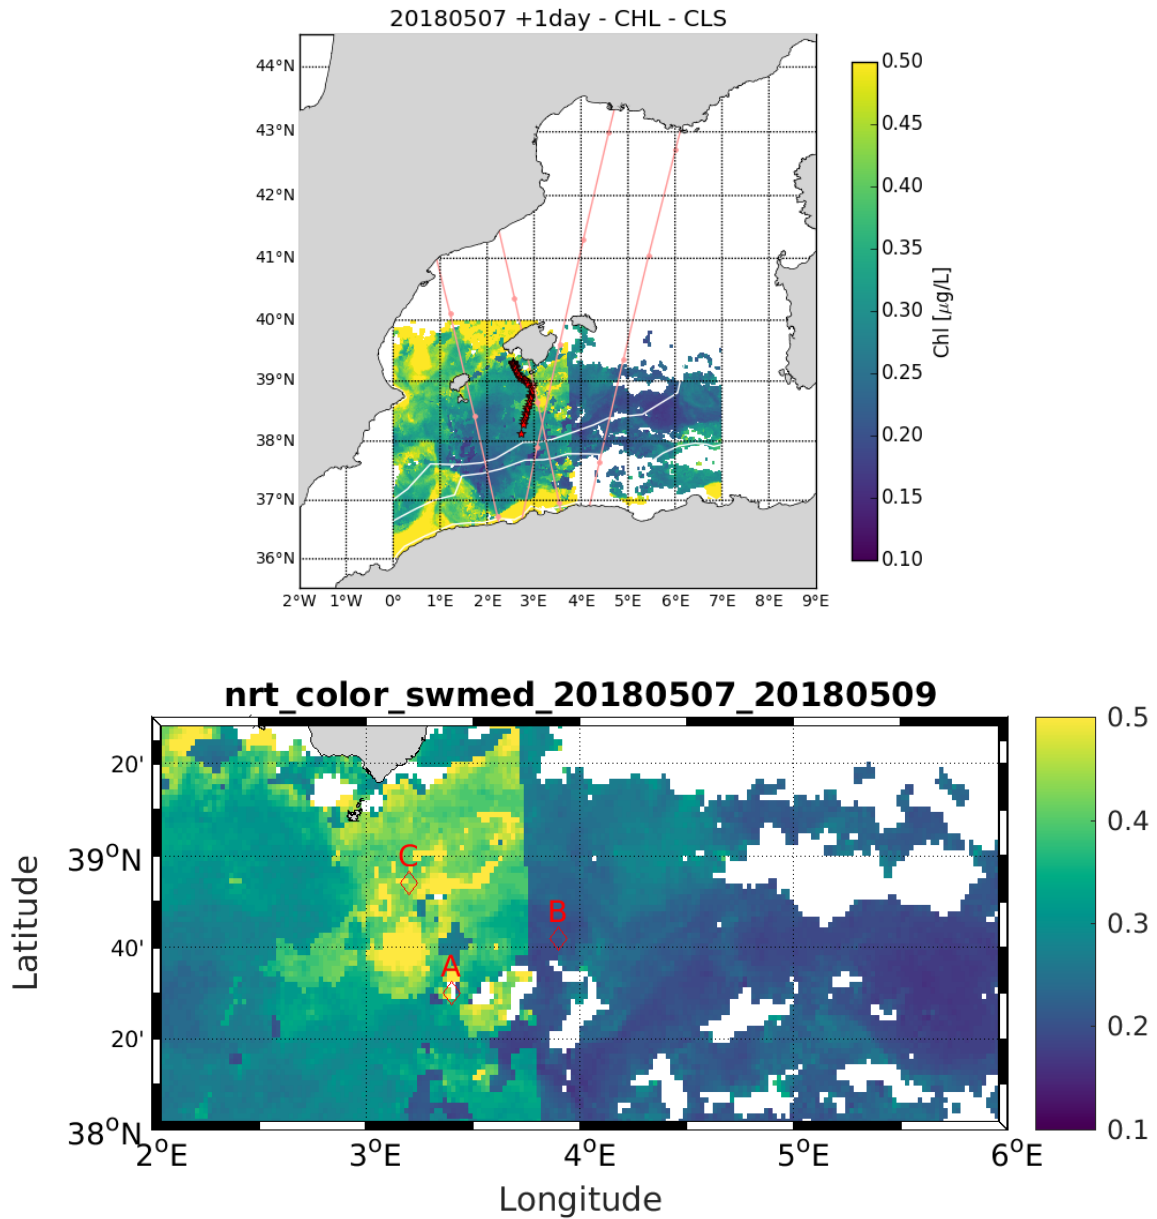 20180507 +1day - CHL - CLS
44°N
43°N
42°N
41°N
40°N
39°N
38°N
37°N
36°N
2°W 1°W 0° 1°E 2°E 3°E 4°E 5°E 6°E 7°E 8°E 9°E
0.50
0.45
0.40
0.35
0.30
0.25
0.20
0.15
0.10
Chl [μg/L]
nrt_color_swmed_20180507_20180509
20'
39°N
40'
20'
38°N
Latitude
C
B
A
2°E 3°E 4°E 5°E 6°E
Longitude
0.5
0.4
0.3
0.2
0.1